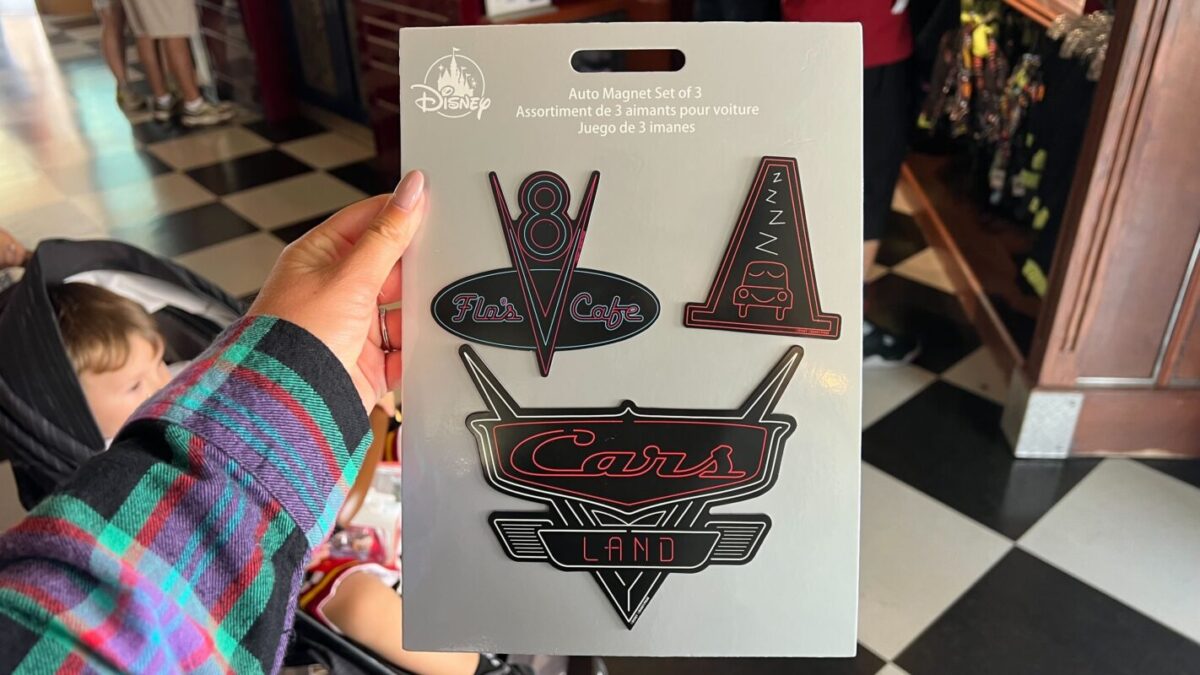 Disney
Auto Magnet Set of 3
Assortiment de 3 aimants pour voiture
Juego de 3 imanes
8
V
Flo's Cafe
Z
Z
Z
Z
Z
Cars
LAND